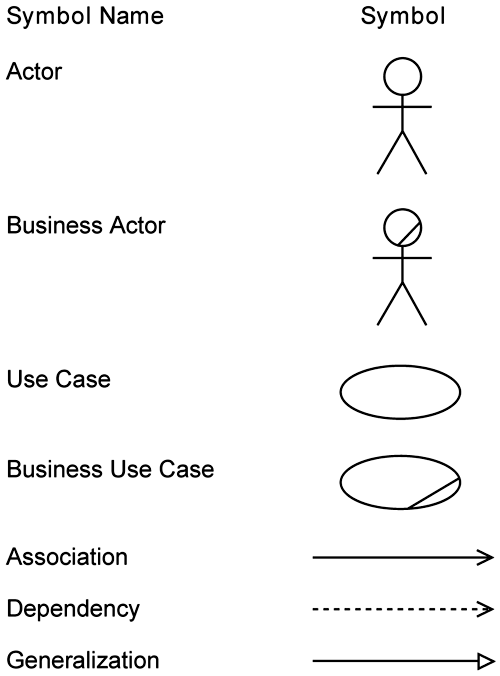 Symbol Name Symbol
Actor
Business Actor
Use Case
Business Use Case
Association
Dependency
Generalization